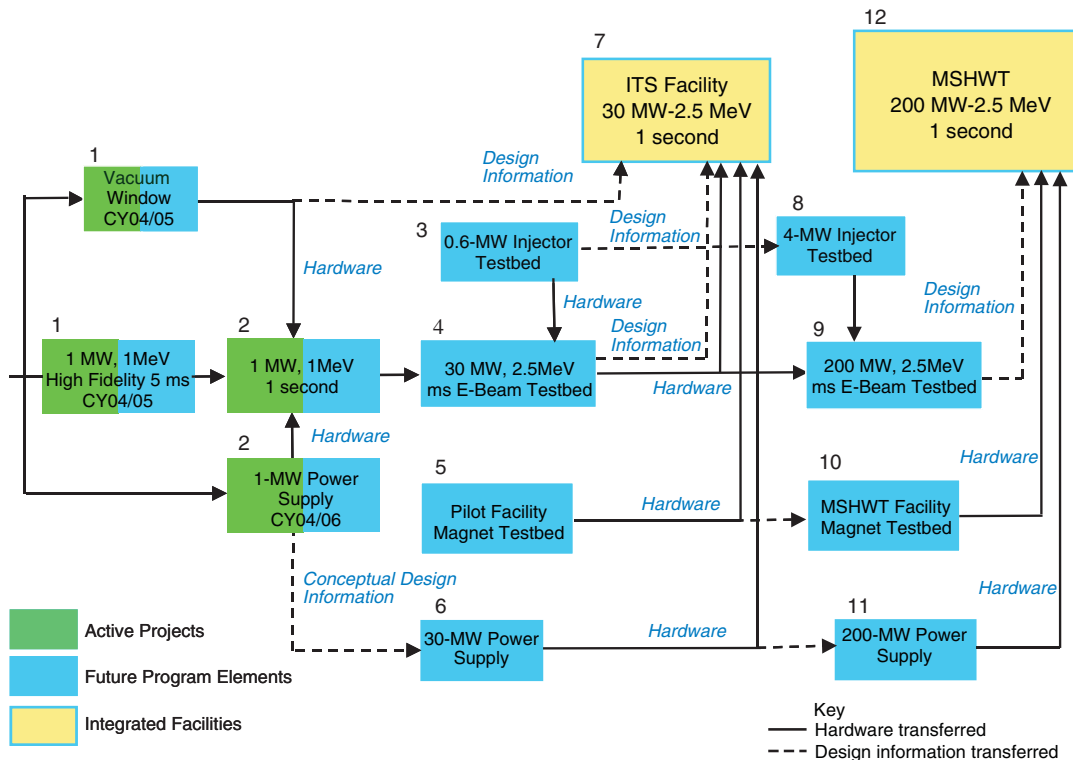 12
7
MSHWT
200 MW-2.5 MeV
1 second
ITS Facility
30 MW-2.5 MeV
1 second
1
Vacuum
Window
CY04/05
Design
Information
3
0.6-MW Injector
Testbed
Design
Information
8
4-MW Injector
Testbed
Hardware
Hardware
Design
Information
Design
Information
1
1 MW, 1MeV
High Fidelity 5 ms
CY04/05
2
1 MW, 1MeV
1 second
4
30 MW, 2.5MeV
ms E-Beam Testbed
Hardware
9
200 MW, 2.5MeV
ms E-Beam Testbed
Hardware
2
1-MW Power
Supply
CY04/06
5
Pilot Facility
Magnet Testbed
Hardware
10
MSHWT Facility
Magnet Testbed
Hardware
Conceptual Design
Information
6
30-MW Power
Supply
Hardware
11
200-MW Power
Supply
Hardware
Active Projects
Future Program Elements
Integrated Facilities
Key
Hardware transferred
Design information transferred